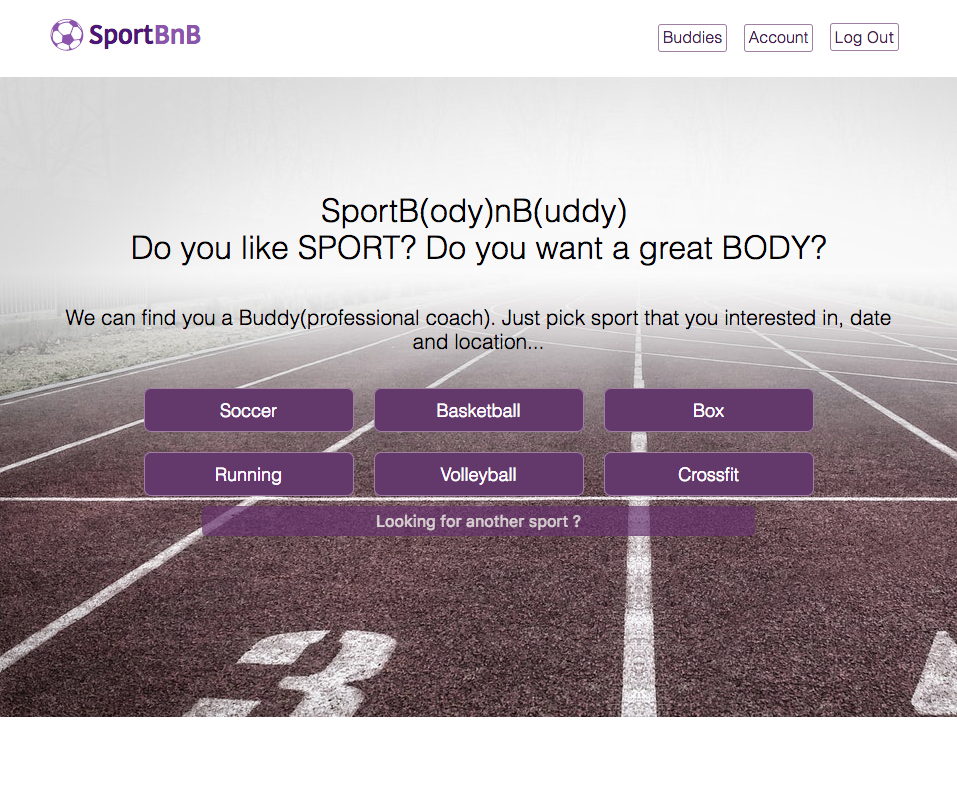 SportBnB
Buddies
Account
Log Out
SportB(ody)nB(uddy)
Do you like SPORT? Do you want a great BODY?
We can find you a Buddy(professional coach). Just pick sport that you interested in, date
and location...
Soccer
Basketball
Box
Running
Volleyball
Crossfit
Looking for another sport ?
3